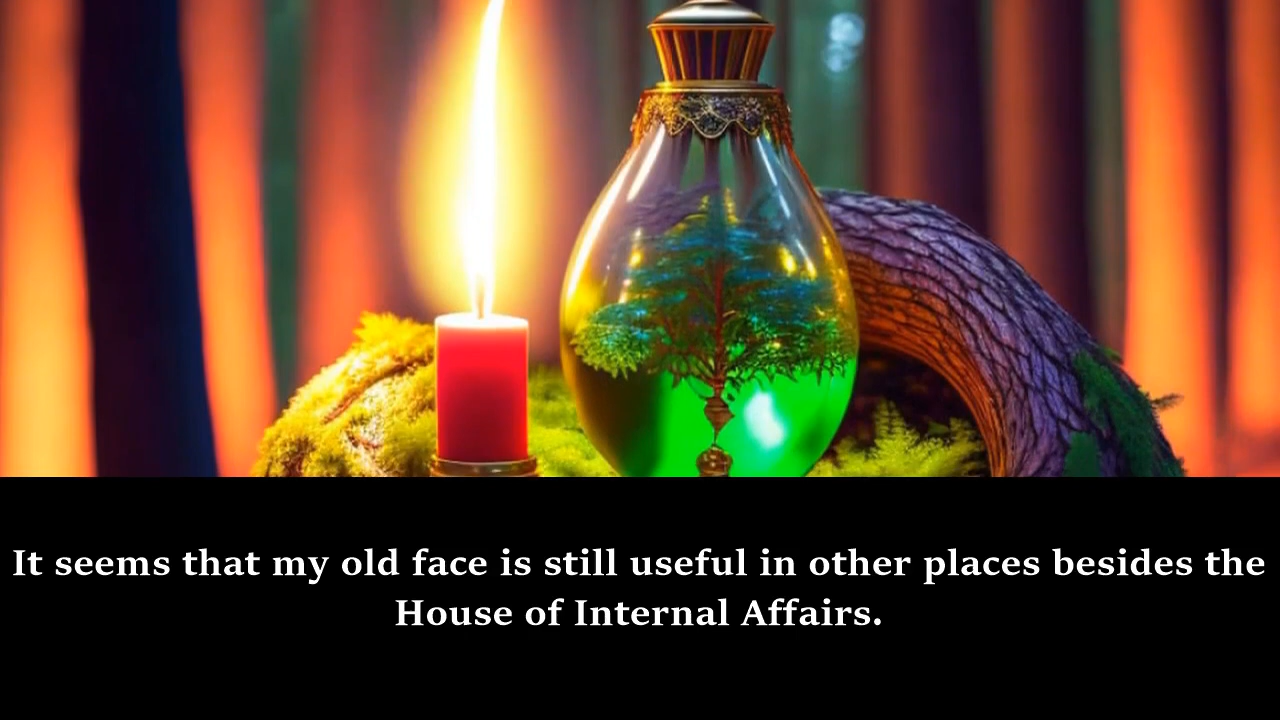 It seems that my old face is still useful in other places besides the
House of Internal Affairs.